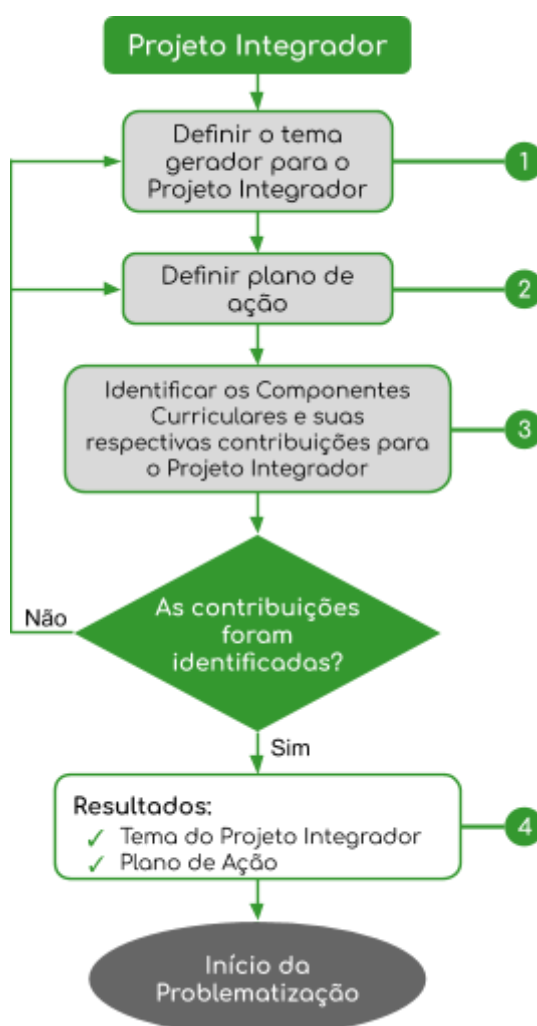 Projeto Integrador
Definir o tema
gerador para o
Projeto Integrador
1
Definir plano de
ação
2
Identificar os Componentes
Curriculares e suas
respectivas contribuições para
o Projeto Integrador
3
As contribuições
foram
identificadas?
Não
Sim
Resultados:
✓ Tema do Projeto Integrador
✓ Plano de Ação
4
Início da
Problematização